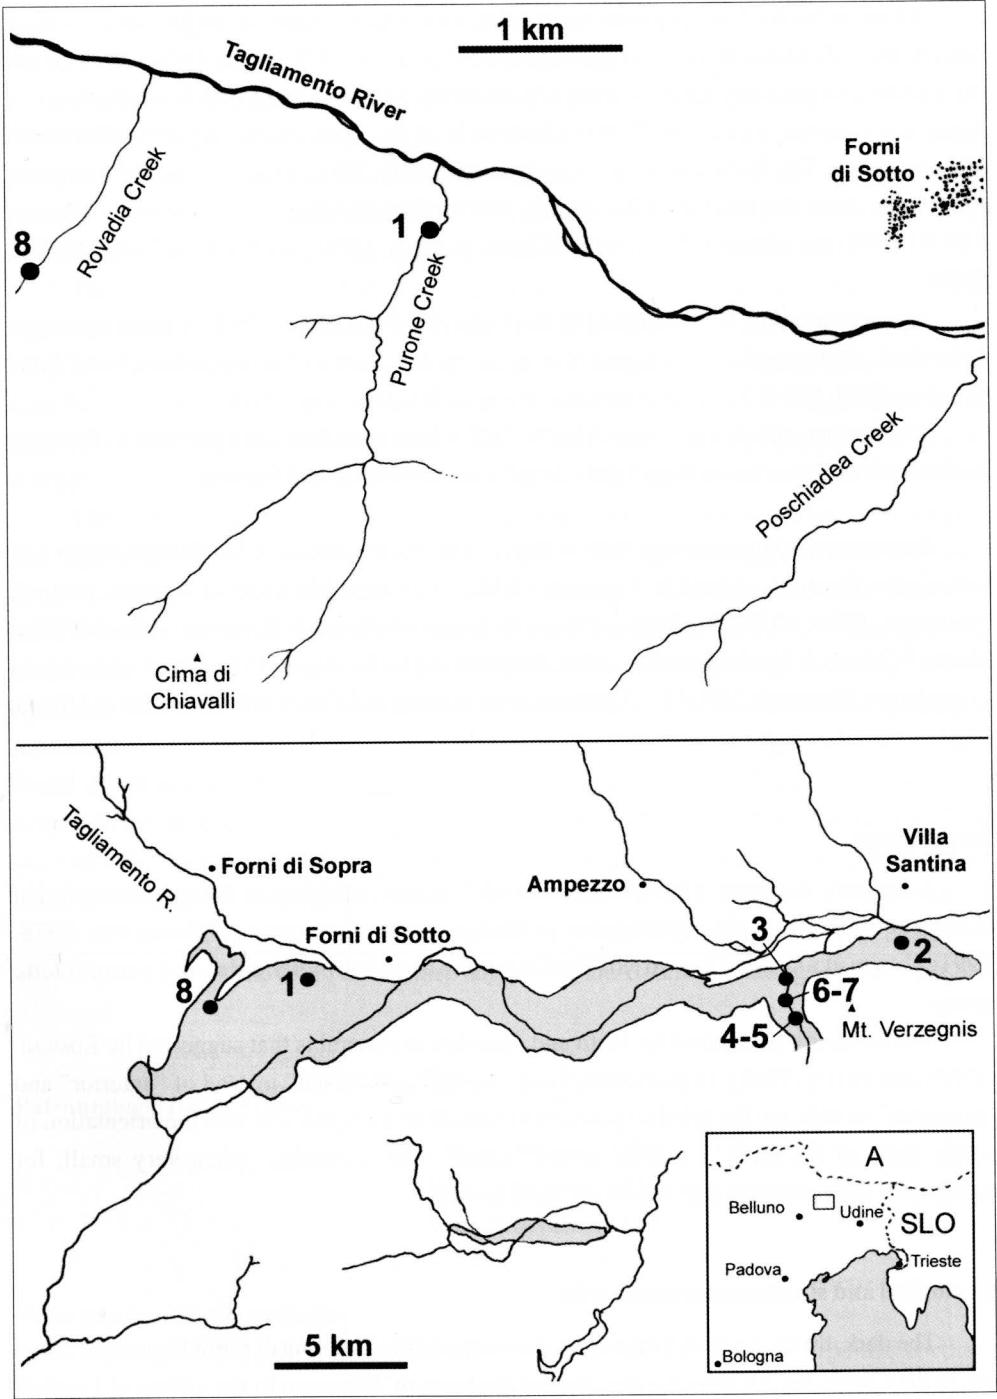 1 km
Tagliamento River
Forni
di Sotto
Rovadia Creek
8
1
Purone Creek
Poschiadea Creek
Cima di
Chiavalli
Tagliamento R.
Forni di Sopra
Ampezzo
Villa
Santina
Forni di Sotto
3
2
8
1
6-7
4-5
Mt. Verzegnis
A
Belluno
Udine
SLO
Padova
Trieste
Bologna
5 km